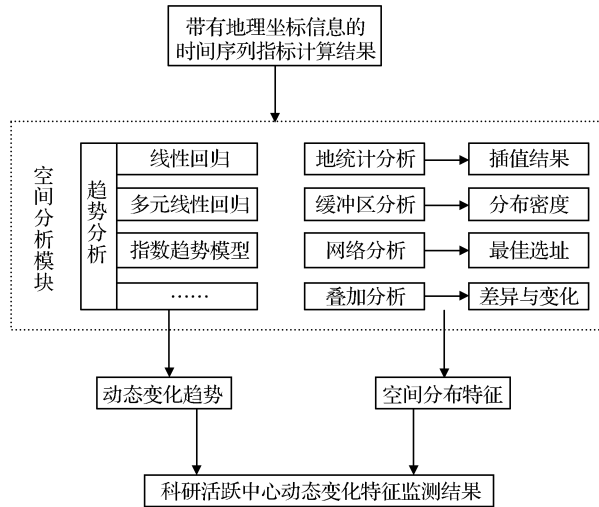 带有地理坐标信息的
时间序列指标计算结果
空间分析模块
趋势分析
线性回归
多元线性回归
指数趋势模型
……
地统计分析
插值结果
缓冲区分析
分布密度
网络分析
最佳选址
叠加分析
差异与变化
动态变化趋势
空间分布特征
科研活跃中心动态变化特征监测结果